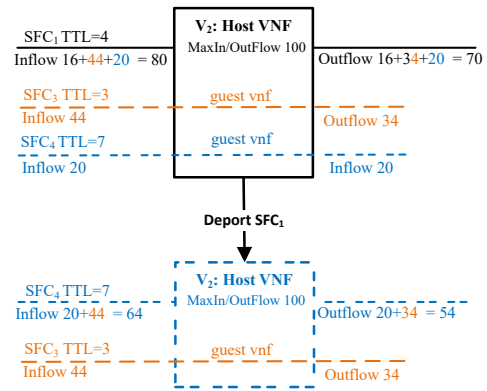 SFC1 TTL=4
Inflow 16+44+20 = 80
V2: Host VNF
MaxIn/OutFlow 100
Outflow 16+34+20 = 70
SFC3 TTL=3
guest vnf
Inflow 44
Outflow 34
SFC4 TTL=7
guest vnf
Inflow 20
Inflow 20
Deport SFC1
SFC4 TTL=7
Inflow 20+44 = 64
V2: Host VNF
MaxIn/OutFlow 100
Outflow 20+34 = 54
SFC3 TTL=3
guest vnf
Inflow 44
Outflow 34